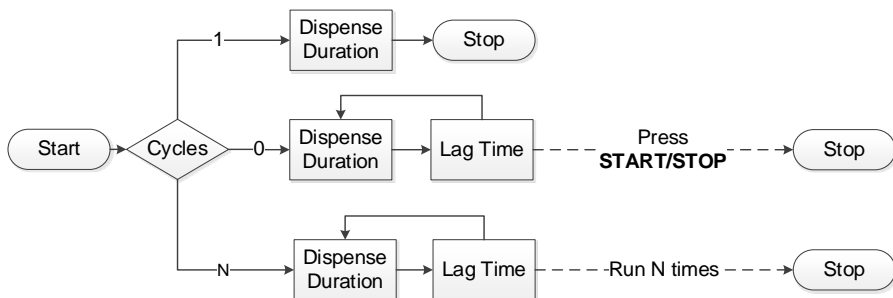 1
Dispense
Duration
Stop
Start
Cycles
0
Dispense
Duration
Lag Time
Press
START/STOP
Stop
N
Dispense
Duration
Lag Time
Run N times
Stop